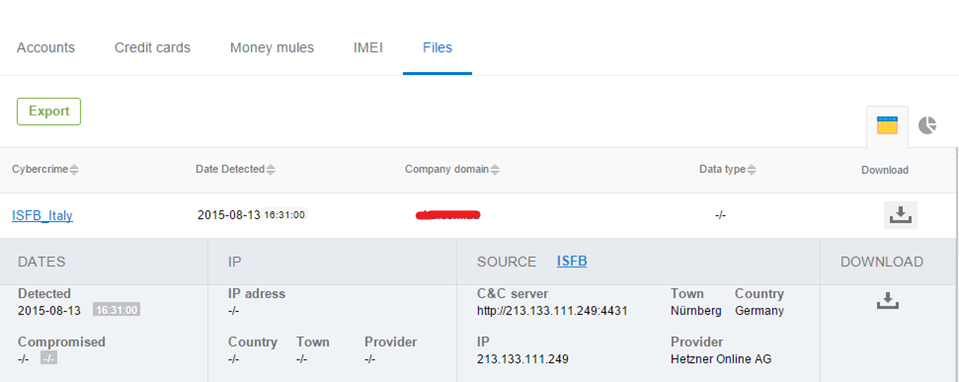 Accounts Credit cards Money mules IMEI Files
Export
Cybercrime Date Detected Company domain Data type Download
ISFB_Italy 2015-08-13 16:31:00 -/-
DATES IP SOURCE ISFB DOWNLOAD
Detected IP adress C&C server Town Country
2015-08-13 16:31:00 -/- http://213.133.111.249:4431 Nürnberg Germany
Compromised Country Town Provider IP Provider
-/- -/- -/- -/- -/- 213.133.111.249 Hetzner Online AG